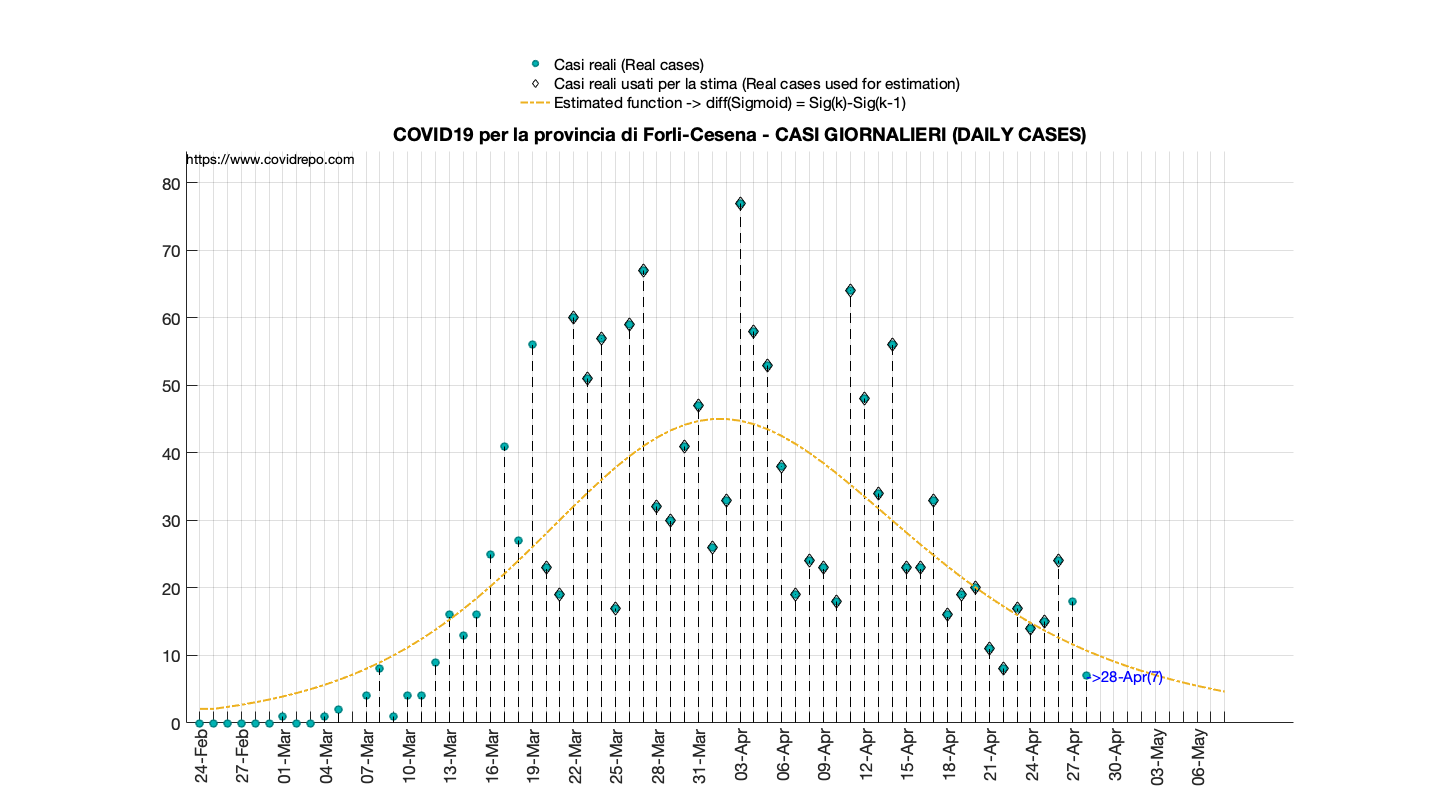 Casi reali (Real cases)
Casi reali usati per la stima (Real cases used for estimation)
Estimated function -> diff(Sigmoid) = Sig(k)-Sig(k-1)
COVID19 per la provincia di Forli-Cesena - CASI GIORNALIERI (DAILY CASES)
https://www.covidrepo.com
80
70
60
50
40
30
20
10
0
->28-Apr(7)
24-Feb
27-Feb
01-Mar
04-Mar
07-Mar
10-Mar
13-Mar
16-Mar
19-Mar
22-Mar
25-Mar
28-Mar
31-Mar
03-Apr
06-Apr
09-Apr
12-Apr
15-Apr
18-Apr
21-Apr
24-Apr
27-Apr
30-Apr
03-May
06-May